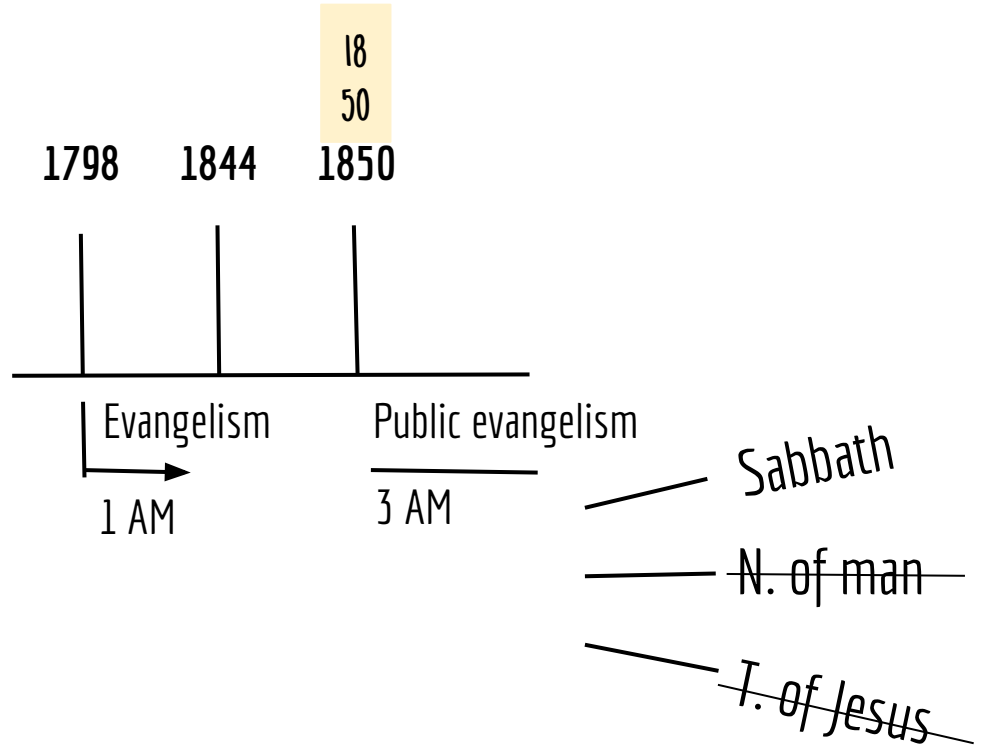 18
50
1798 1844 1850
Evangelism Public evangelism
1 AM 3 AM
Sabbath
N. of man
T. of Jesus